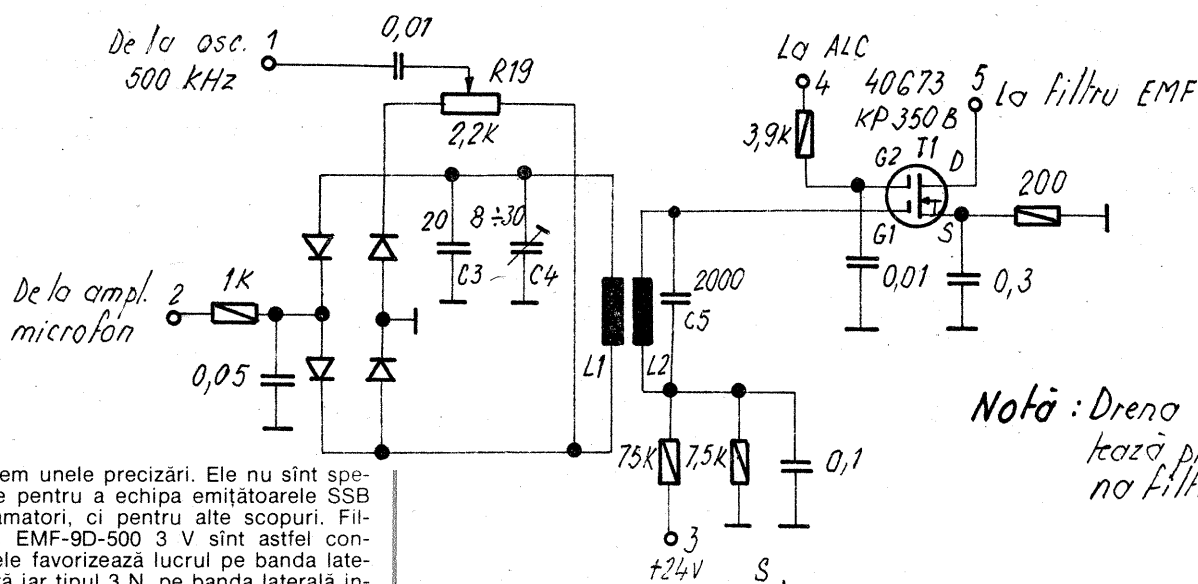 De la osc. 1
500 kHz
0,01
R19
2,2K
La ALC
4
40673
KP350B
5
La filtru EMF
3,9K
G2
T1
D
200
G1
S
0,01
0,3
20
8÷30
C3
C4
De la ampl. 2
microfon
1K
0,05
L1
L2
2000
C5
75K
7,5K
0,1
3
+24V
S
Notă : Drena
tează
na
em unele precizări. Ele nu sînt spe-
e pentru a echipa emiţătoarele SSB
amatori, ci pentru alte scopuri. Fil-
EMF-9D-500 3 V sînt astfel con-
ele favorizează lucrul pe banda late-
ă iar tipul 3 N, pe banda laterală in-